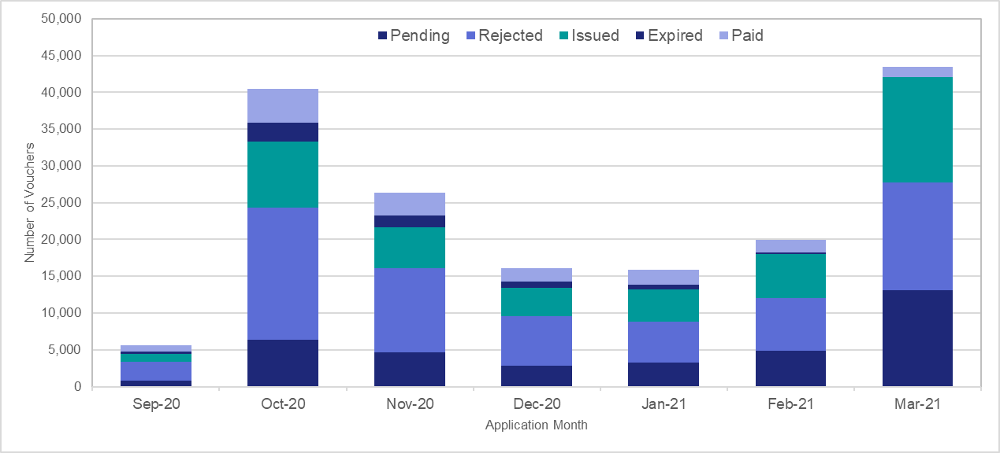 50,000
45,000
40,000
35,000
30,000
25,000
20,000
15,000
10,000
5,000
0
Number of Vouchers
Pending Rejected Issued Expired Paid
Sep-20 Oct-20 Nov-20 Dec-20 Jan-21 Feb-21 Mar-21
Application Month